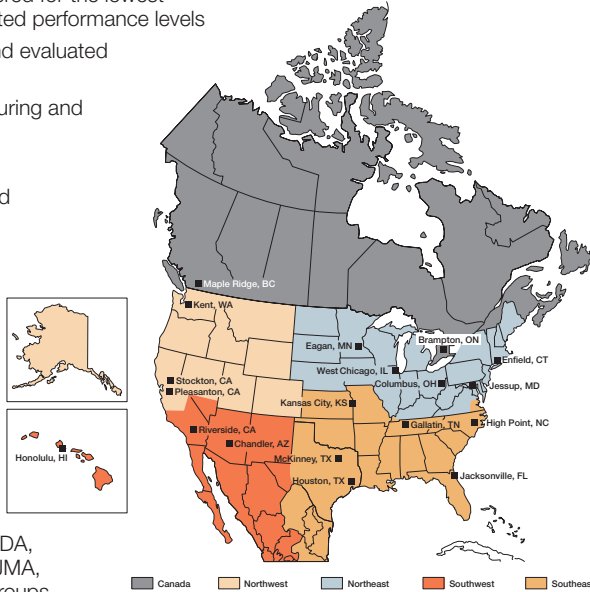 ered for the lowest
ted performance levels
nd evaluated
uring and
d
Maple Ridge, BC
Kent, WA
Eagan, MN
Brampton, ON
Enfield, CT
West Chicago, IL
Columbus, OH
Jessup, MD
Stockton, CA
Pleasanton, CA
Kansas City, KS
Gallatin, TN
High Point, NC
Riverside, CA
Chandler, AZ
McKinney, TX
Houston, TX
Jacksonville, FL
Honolulu, HI
DA,
JMA,
roups
Canada
Northwest
Northeast
Southwest
Southeas